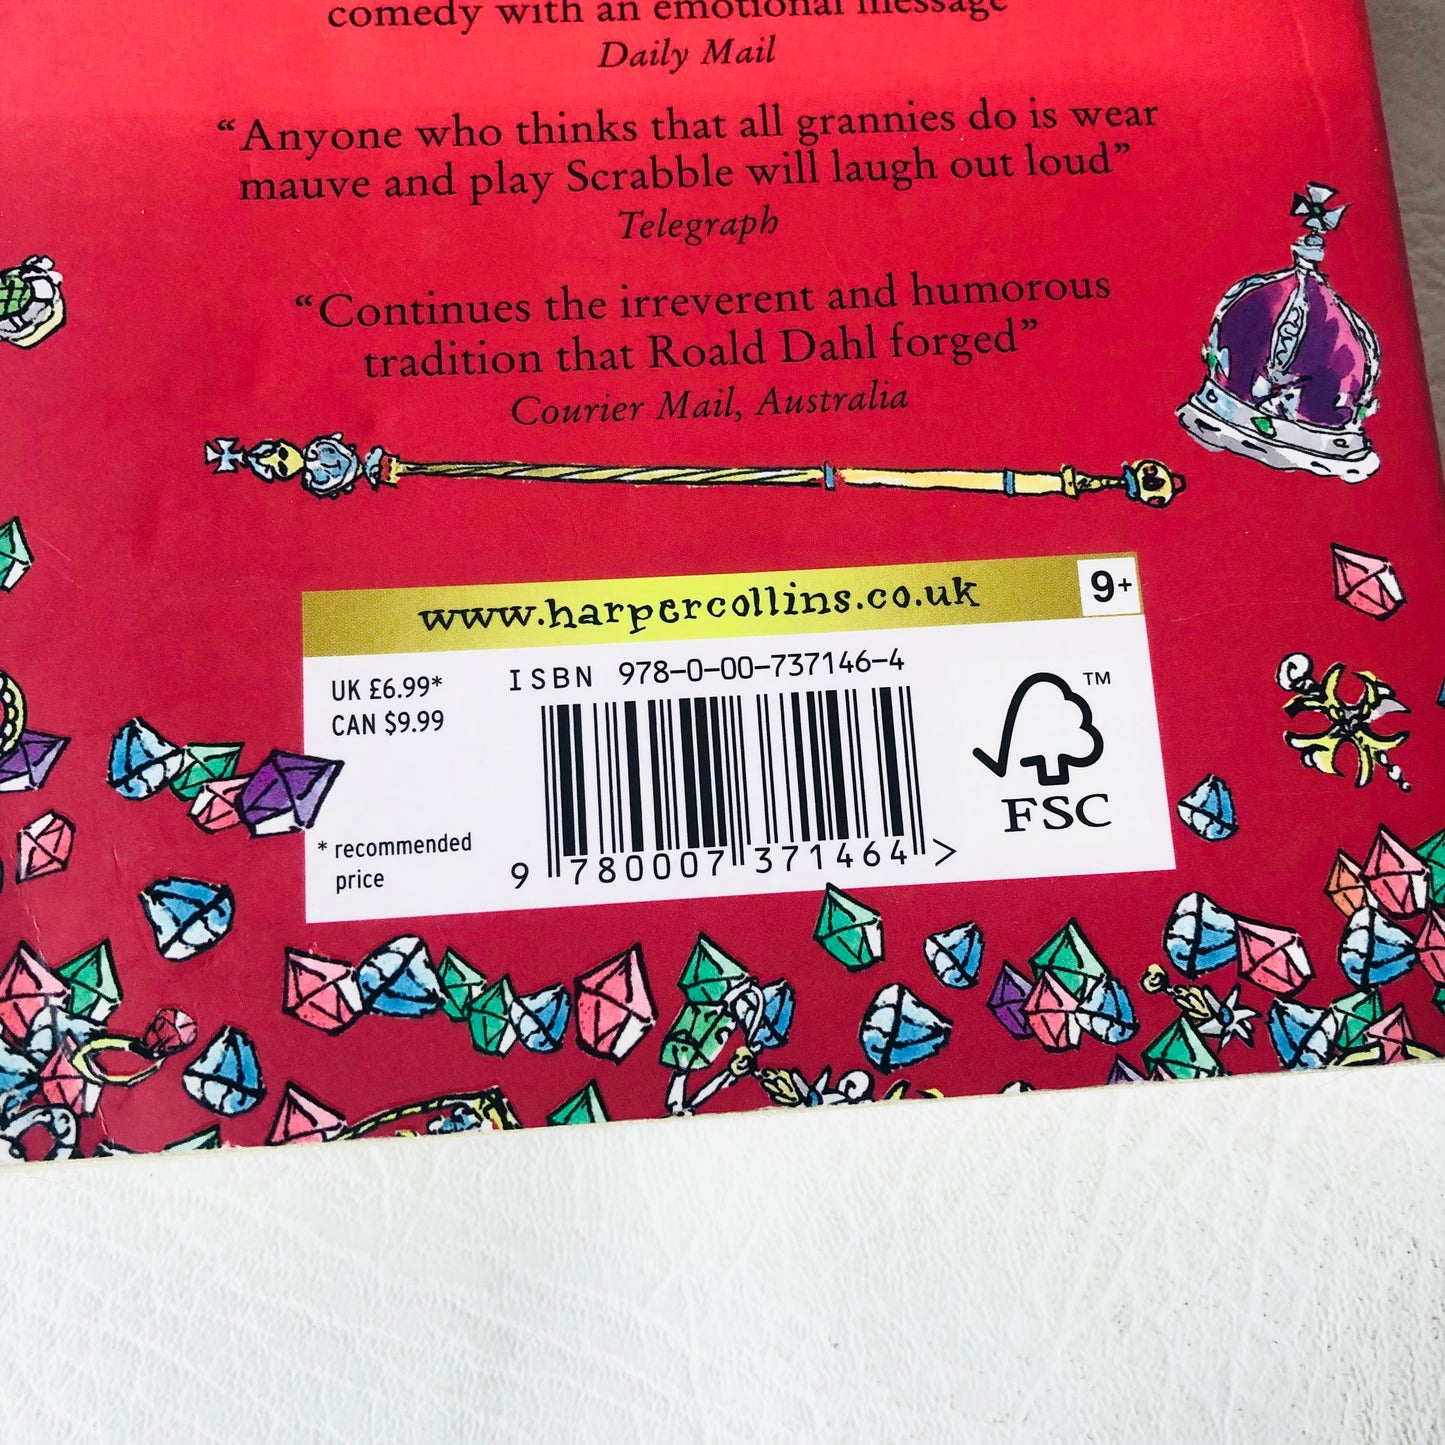 comedy with an emotional message”
Daily Mail
“Anyone who thinks that all grannies do is wear
mauve and play Scrabble will laugh out loud”
Telegraph
“Continues the irreverent and humorous
tradition that Roald Dahl forged”
Courier Mail, Australia
www.harpercollins.co.uk
9+
UK £6.99*
CAN $9.99
* recommended
price
ISBN 978-0-00-737146-4
9 780007 371464 >
TM
FSC